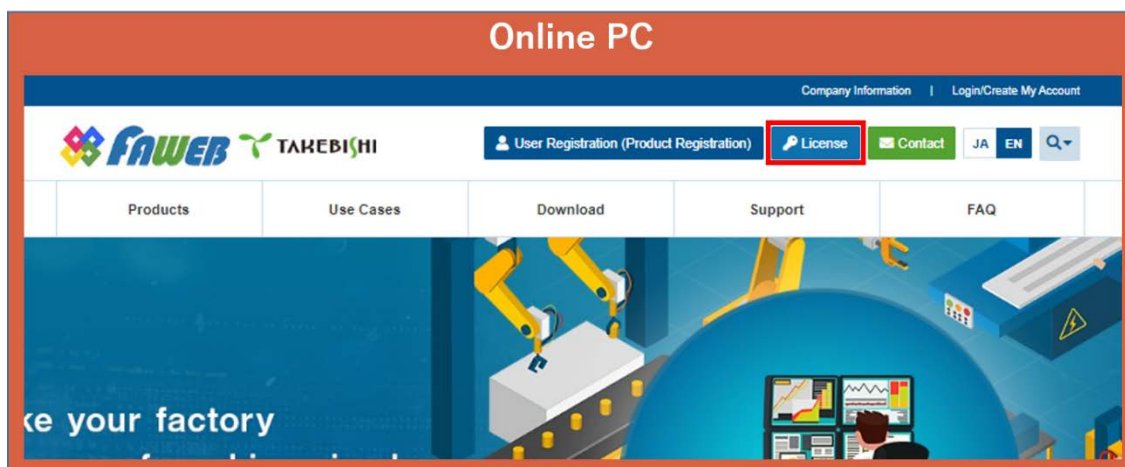 Online PC
Company Information | Login/Create My Account
FAWEB TAKEBISHI User Registration (Product Registration) License Contact JA EN
Products Use Cases Download Support FAQ
ke your factory